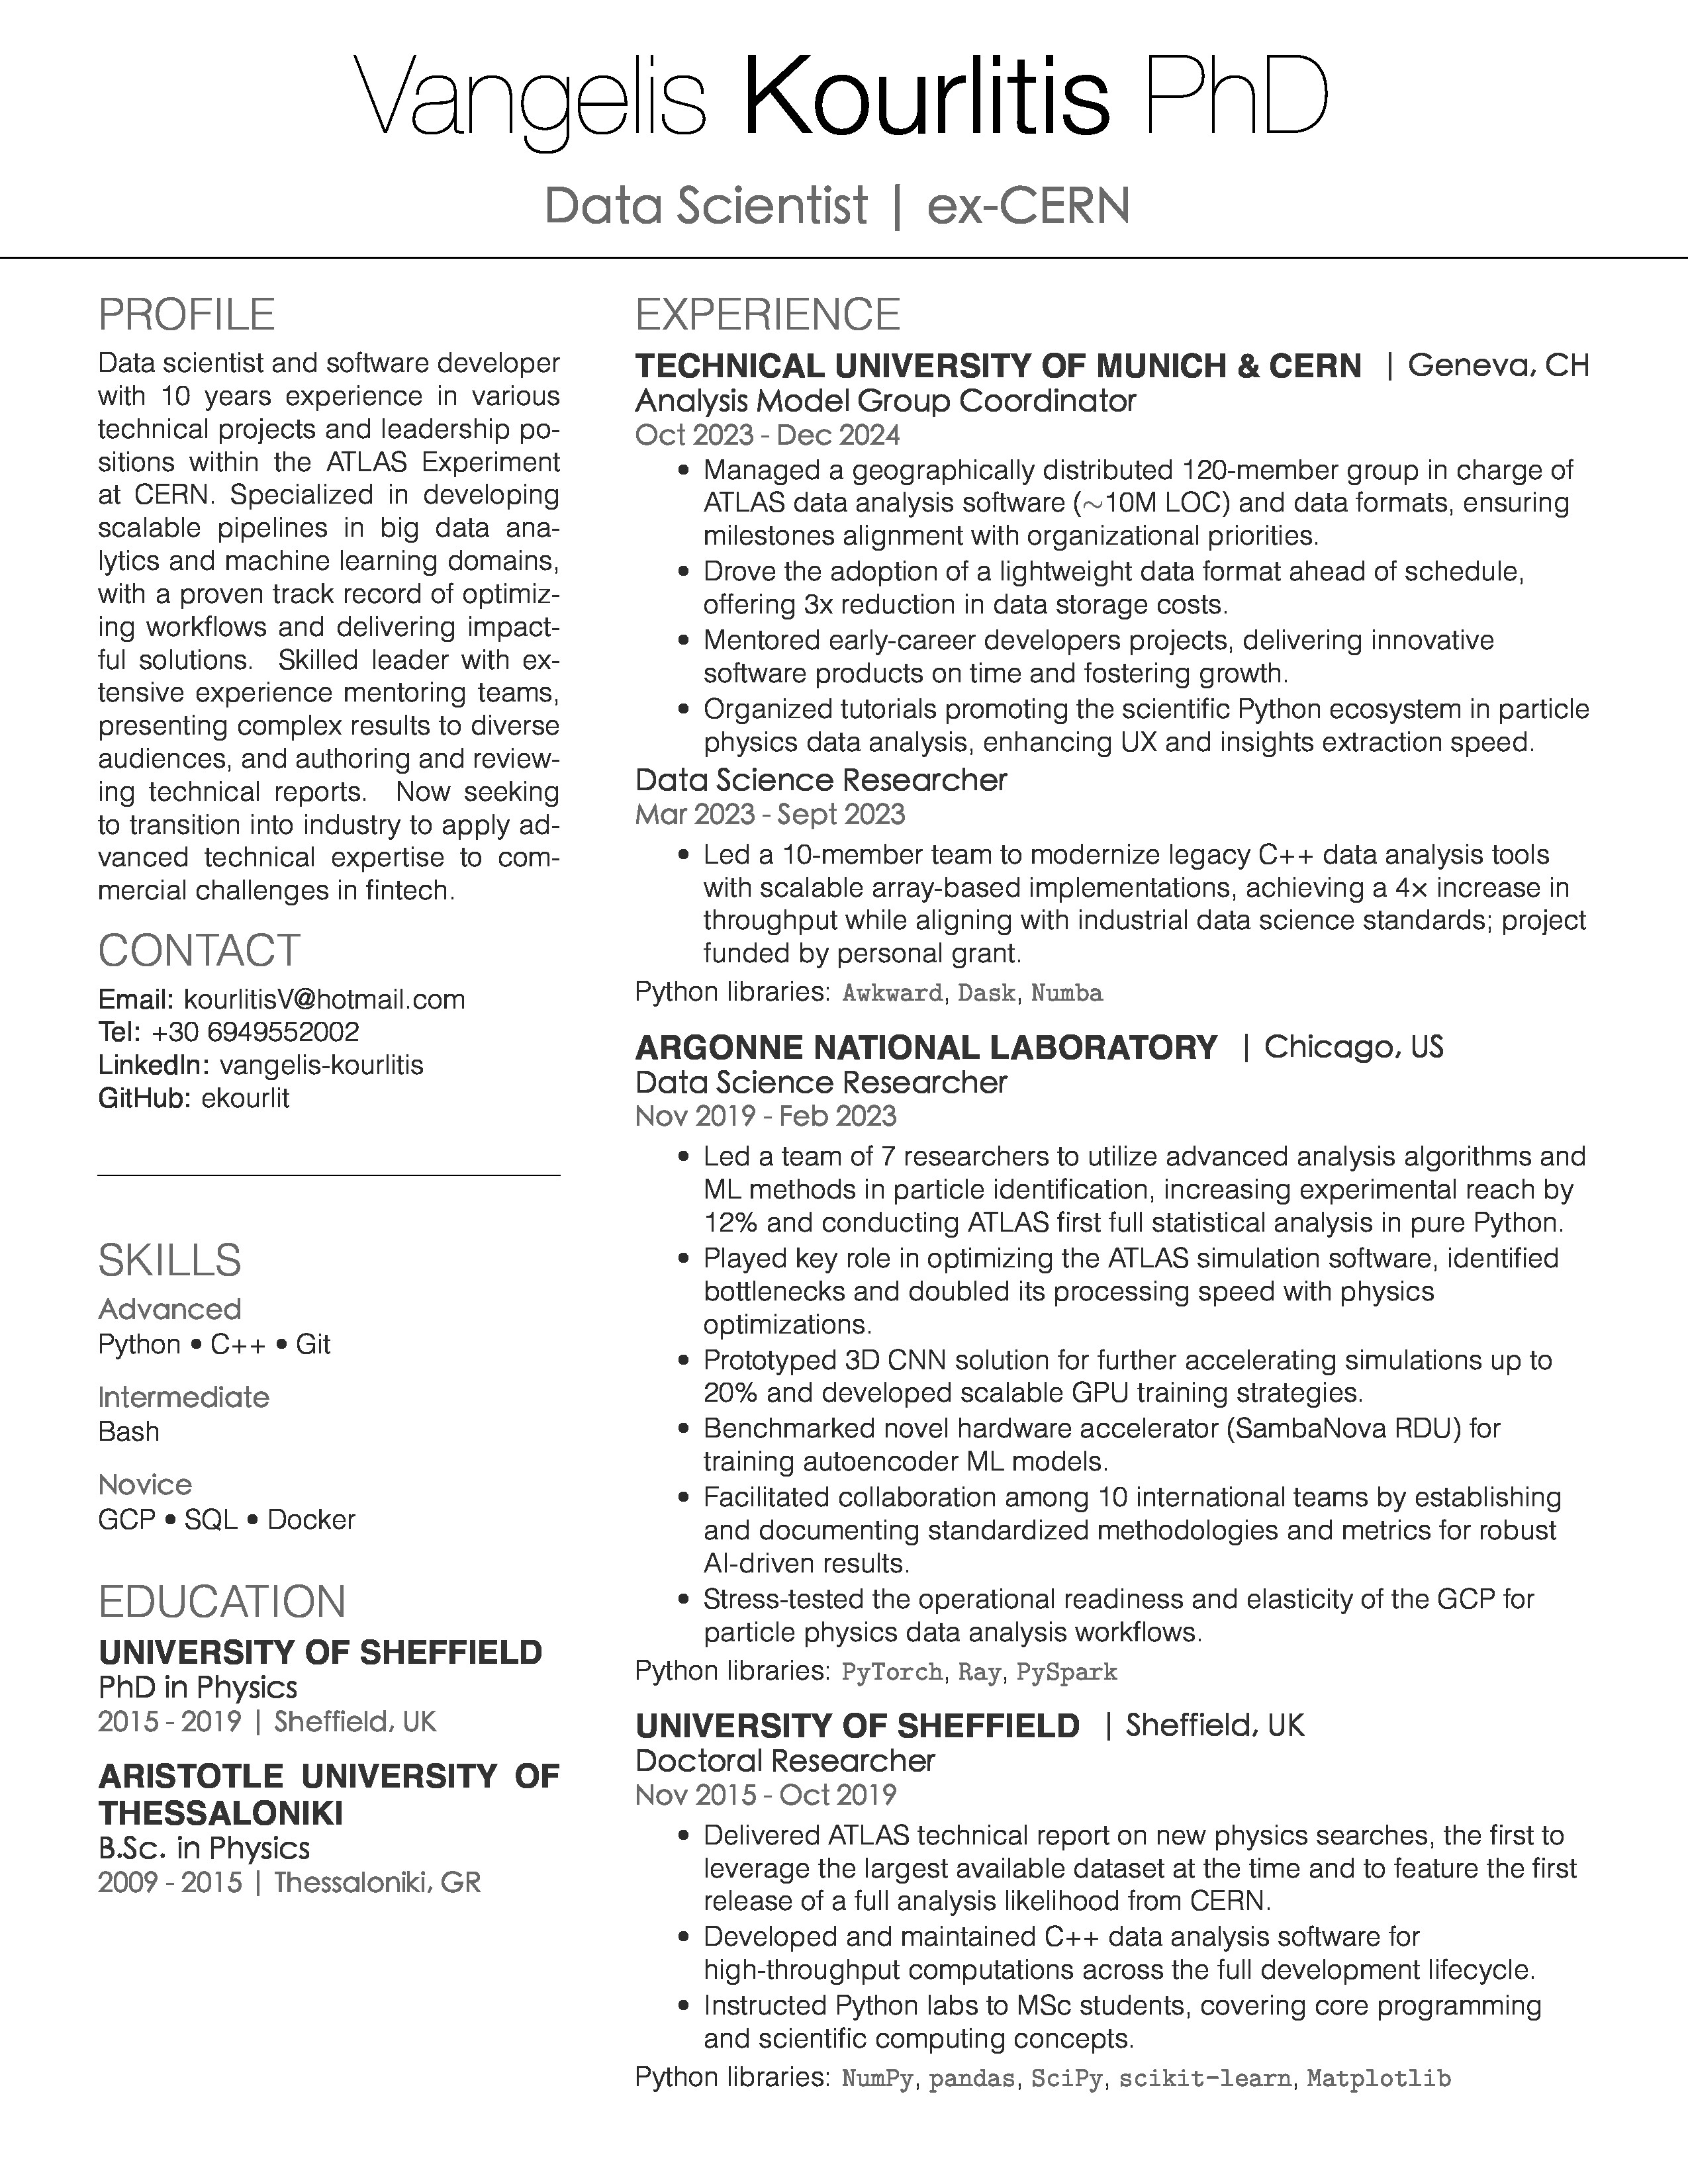 Vangelis Kourlitis PhD
Data Scientist | ex-CERN
PROFILE
Data scientist and software developer
with 10 years experience in various
technical projects and leadership po-
sitions within the ATLAS Experiment
at CERN. Specialized in developing
scalable pipelines in big data ana-
lytics and machine learning domains,
with a proven track record of optimiz-
ing workflows and delivering impact-
ful solutions. Skilled leader with ex-
tensive experience mentoring teams,
presenting complex results to diverse
audiences, and authoring and review-
ing technical reports. Now seeking
to transition into industry to apply ad-
vanced technical expertise to com-
mercial challenges in fintech.
CONTACT
Email: kourlitisV@hotmail.com
Tel: +30 6949552002
LinkedIn: vangelis-kourlitis
GitHub: ekourlit
SKILLS
Advanced
Python • C++ • Git
Intermediate
Bash
Novice
GCP • SQL • Docker
EDUCATION
UNIVERSITY OF SHEFFIELD
PhD in Physics
2015 - 2019 | Sheffield, UK
ARISTOTLE UNIVERSITY OF
THESSALONIKI
B.Sc. in Physics
2009 - 2015 | Thessaloniki, GR
EXPERIENCE
TECHNICAL UNIVERSITY OF MUNICH & CERN | Geneva, CH
Analysis Model Group Coordinator
Oct 2023 - Dec 2024
• Managed a geographically distributed 120-member group in charge of
ATLAS data analysis software (~10M LOC) and data formats, ensuring
milestones alignment with organizational priorities.
• Drove the adoption of a lightweight data format ahead of schedule,
offering 3x reduction in data storage costs.
• Mentored early-career developers projects, delivering innovative
software products on time and fostering growth.
• Organized tutorials promoting the scientific Python ecosystem in particle
physics data analysis, enhancing UX and insights extraction speed.
Data Science Researcher
Mar 2023 - Sept 2023
• Led a 10-member team to modernize legacy C++ data analysis tools
with scalable array-based implementations, achieving a 4× increase in
throughput while aligning with industrial data science standards; project
funded by personal grant.
Python libraries: Awkward, Dask, Numba
ARGONNE NATIONAL LABORATORY | Chicago, US
Data Science Researcher
Nov 2019 - Feb 2023
• Led a team of 7 researchers to utilize advanced analysis algorithms and
ML methods in particle identification, increasing experimental reach by
12% and conducting ATLAS first full statistical analysis in pure Python.
• Played key role in optimizing the ATLAS simulation software, identified
bottlenecks and doubled its processing speed with physics
optimizations.
• Prototyped 3D CNN solution for further accelerating simulations up to
20% and developed scalable GPU training strategies.
• Benchmarked novel hardware accelerator (SambaNova RDU) for
training autoencoder ML models.
• Facilitated collaboration among 10 international teams by establishing
and documenting standardized methodologies and metrics for robust
AI-driven results.
• Stress-tested the operational readiness and elasticity of the GCP for
particle physics data analysis workflows.
Python libraries: PyTorch, Ray, PySpark
UNIVERSITY OF SHEFFIELD | Sheffield, UK
Doctoral Researcher
Nov 2015 - Oct 2019
• Delivered ATLAS technical report on new physics searches, the first to
leverage the largest available dataset at the time and to feature the first
release of a full analysis likelihood from CERN.
• Developed and maintained C++ data analysis software for
high-throughput computations across the full development lifecycle.
• Instructed Python labs to MSc students, covering core programming
and scientific computing concepts.
Python libraries: NumPy, pandas, SciPy, scikit-learn, Matplotlib